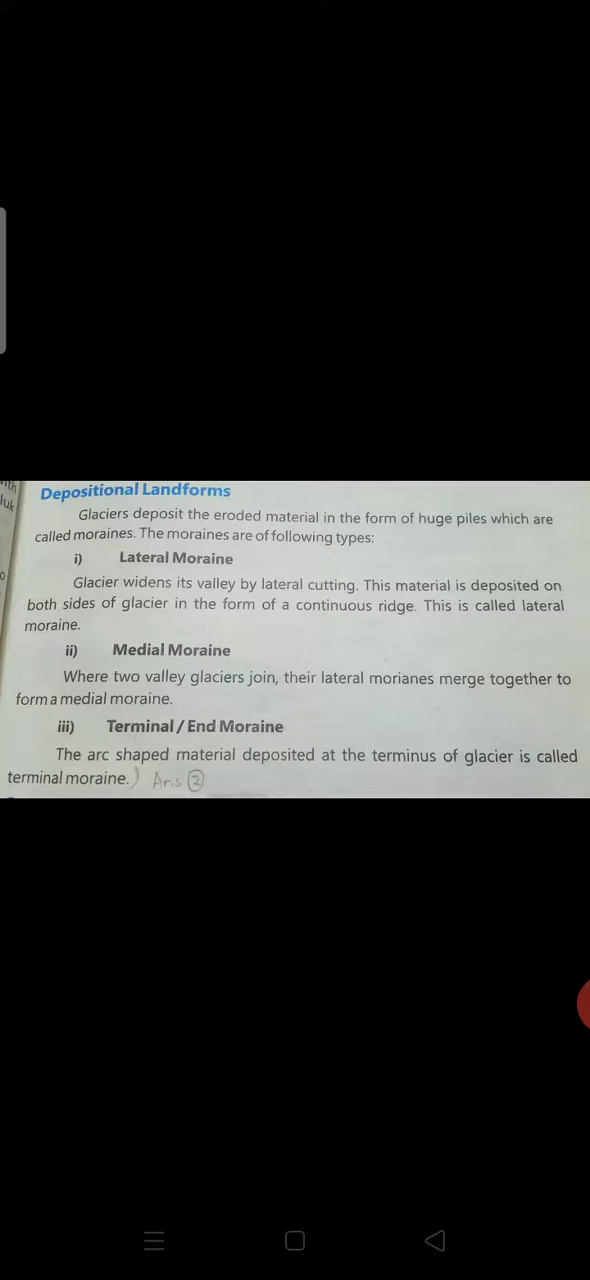 Depositional Landforms
Glaciers deposit the eroded material in the form of huge piles which are
called moraines. The moraines are of following types:
i) Lateral Moraine
Glacier widens its valley by lateral cutting. This material is deposited on
both sides of glacier in the form of a continuous ridge. This is called lateral
moraine.
ii) Medial Moraine
Where two valley glaciers join, their lateral morianes merge together to
form a medial moraine.
iii) Terminal / End Moraine
The arc shaped material deposited at the terminus of glacier is called
terminal moraine.) Ans ②